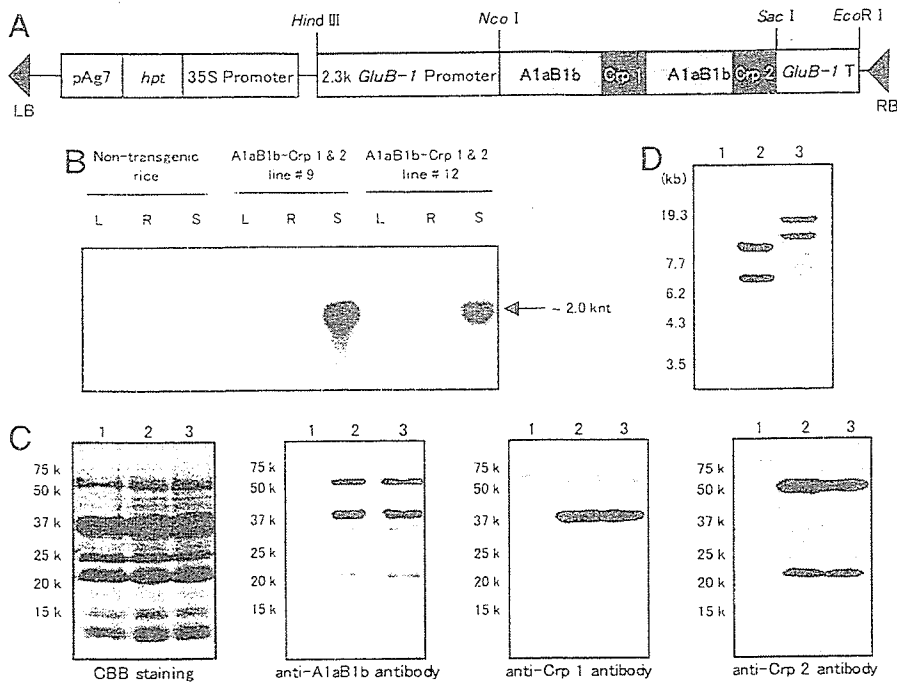 A
Hind III
Nco I
Sac I
EcoR I
pAg7
hpt
35S Promoter
2.3k GluB-1 Promoter
A1aB1b
Crp 1
A1aB1b
Crp 2
GluB-1 T
LB
RB
B
Non-transgenic rice
A1aB1b-Crp 1 & 2 line # 9
A1aB1b-Crp 1 & 2 line # 12
L R S L R S L R S
~ 2.0 knt
D
1 2 3
(kb)
19.3
7.7
6.2
4.3
3.5
C
1 2 3
75 k
50 k
37 k
25 k
20 k
15 k
CBB staining
1 2 3
75 k
50 k
37 k
25 k
20 k
15 k
anti-A1aB1b antibody
1 2 3
75 k
50 k
37 k
25 k
20 k
15 k
anti-Crp 1 antibody
1 2 3
75 k
50 k
37 k
25 k
20 k
15 k
anti-Crp 2 antibody